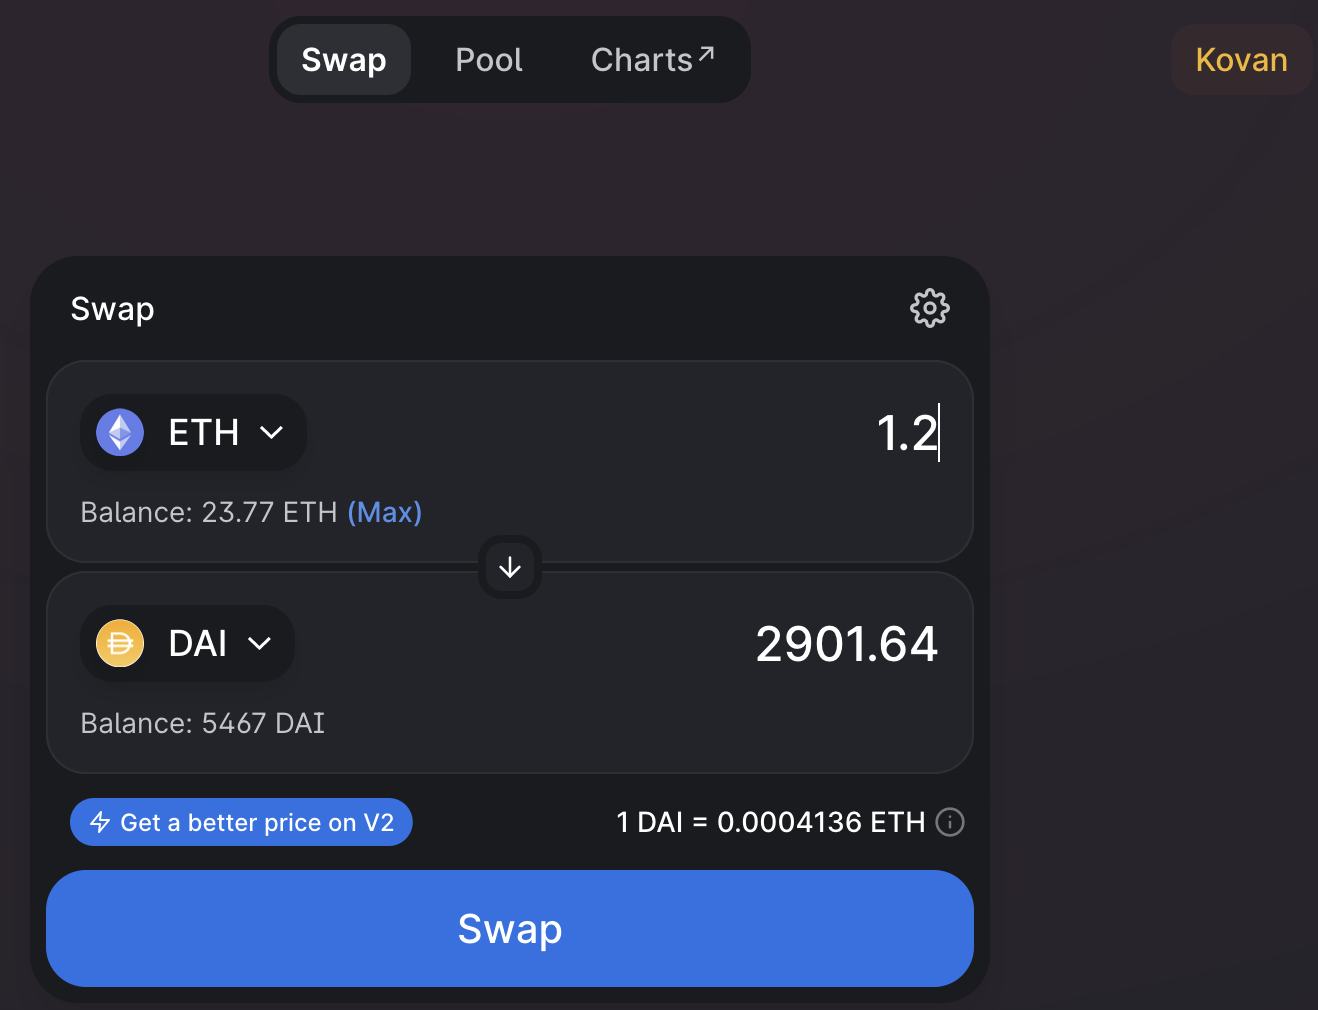 Swap Pool Charts↗ Kovan
Swap
ETH 1.2
Balance: 23.77 ETH (Max)
DAI 2901.64
Balance: 5467 DAI
Get a better price on V2 1 DAI = 0.0004136 ETH
Swap